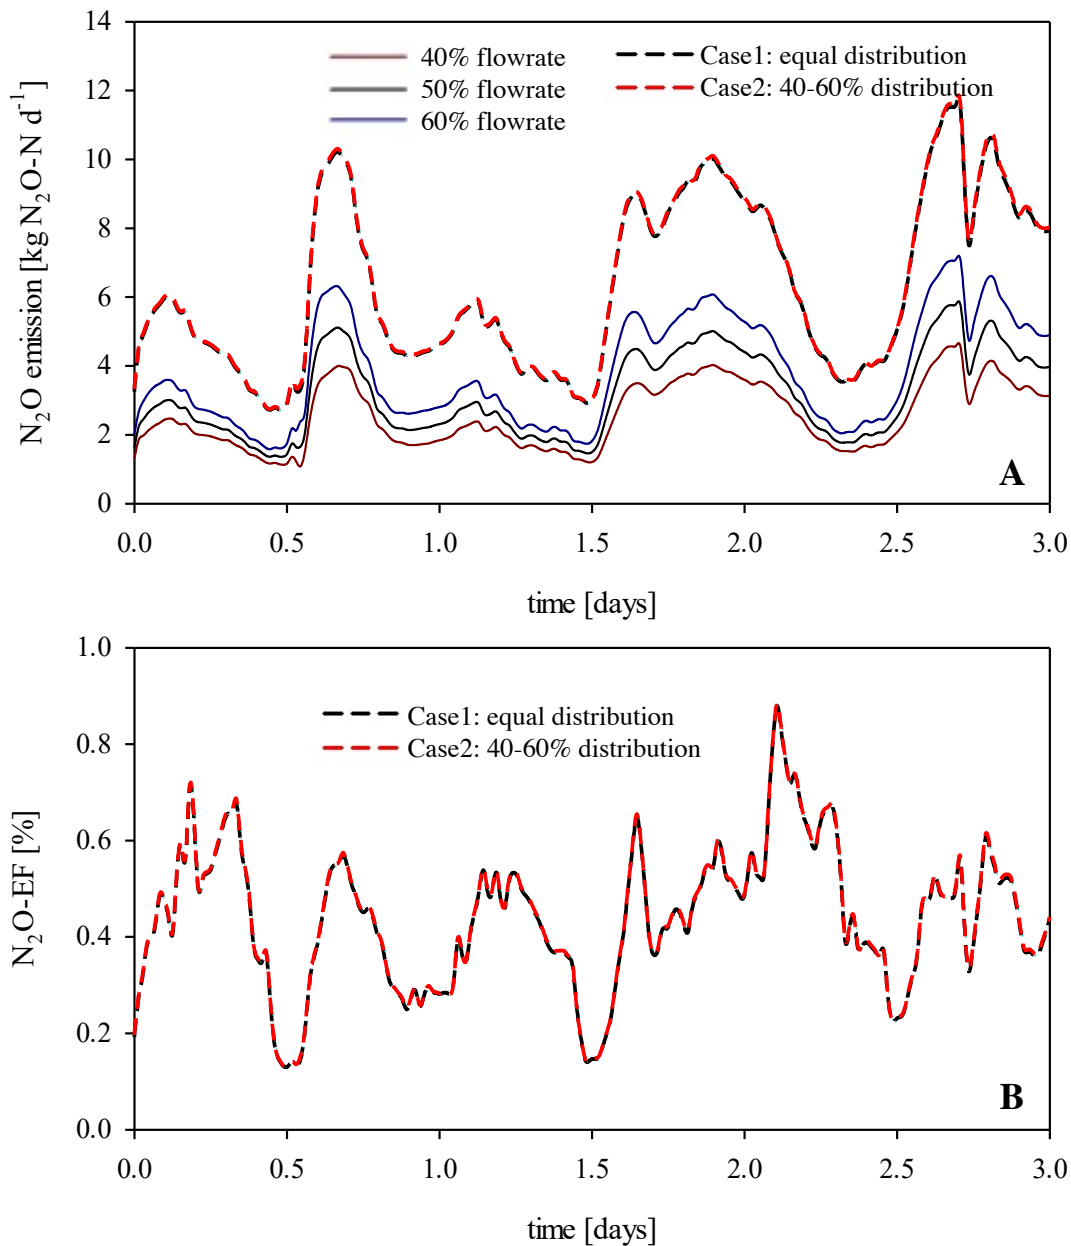 14
12
10
8
6
4
2
0
N₂O emission [kg N₂O-N d⁻¹]
40% flowrate
50% flowrate
60% flowrate
Case1: equal distribution
Case2: 40-60% distribution
A
0.0 0.5 1.0 1.5 2.0 2.5 3.0
time [days]
1.0
0.8
0.6
0.4
0.2
0.0
N₂O-EF [%]
Case1: equal distribution
Case2: 40-60% distribution
B
0.0 0.5 1.0 1.5 2.0 2.5 3.0
time [days]